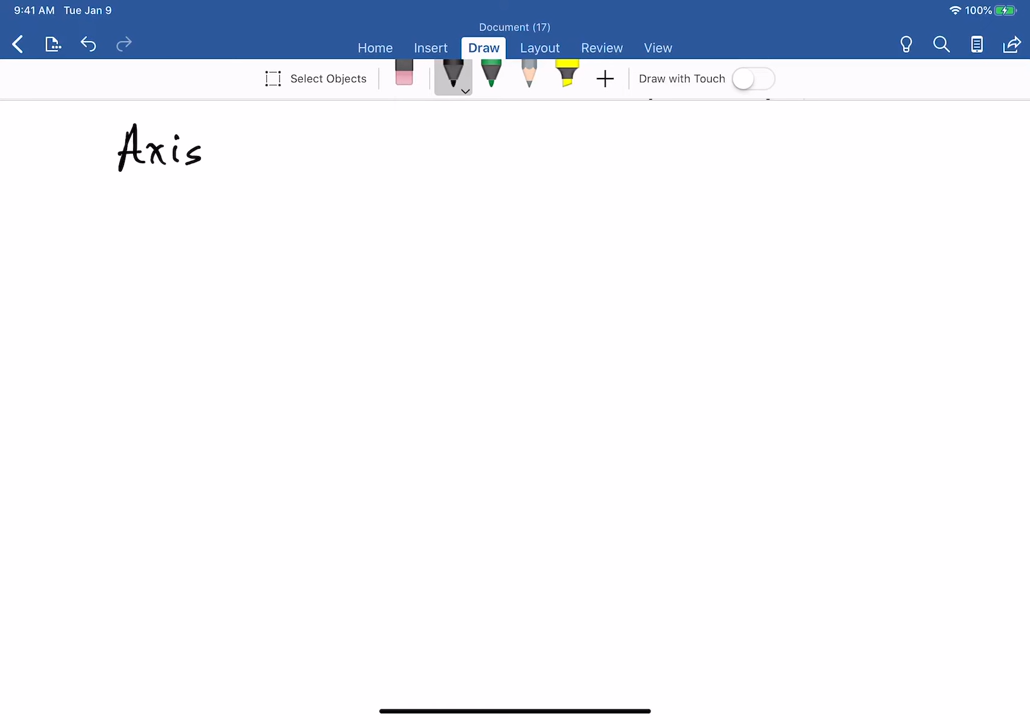 9:41 AM Tue Jan 9 100%
Document (17)
Home Insert Draw Layout Review View
Select Objects Draw with Touch
Axis